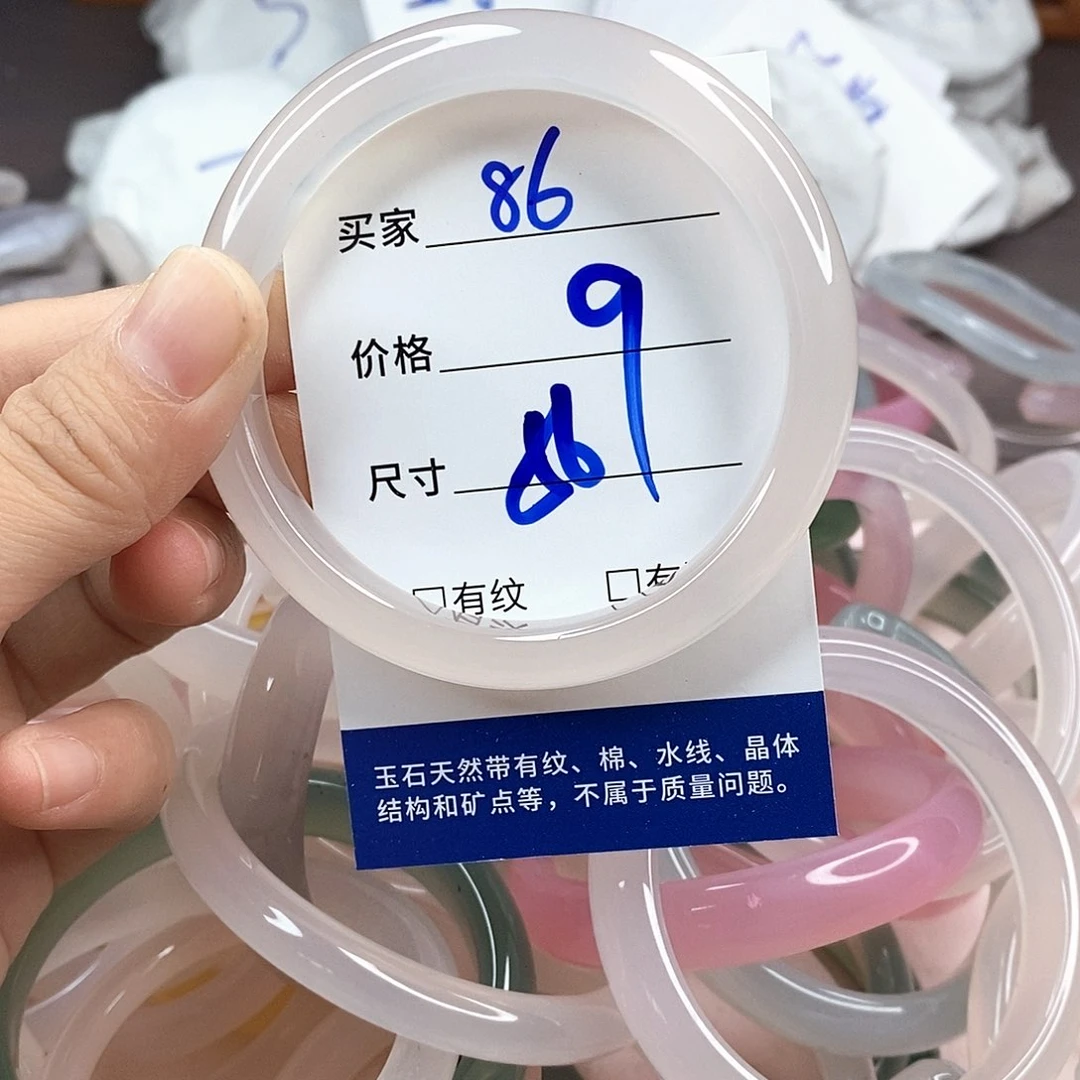 买家 86
价格 9
尺寸
□有纹 □有
玉石天然带有纹、棉、水线、晶体
结构和矿点等，不属于质量问题。